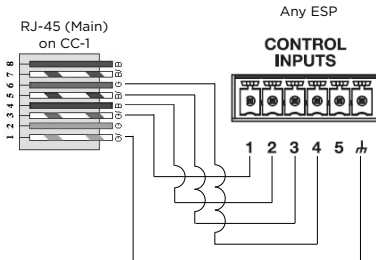 Any ESP
RJ-45 (Main)
on CC-1
CONTROL
INPUTS
8
7
6
5
4
3
2
1
B
B/
G
B/
B
G/
O
O/
1 2 3 4 5